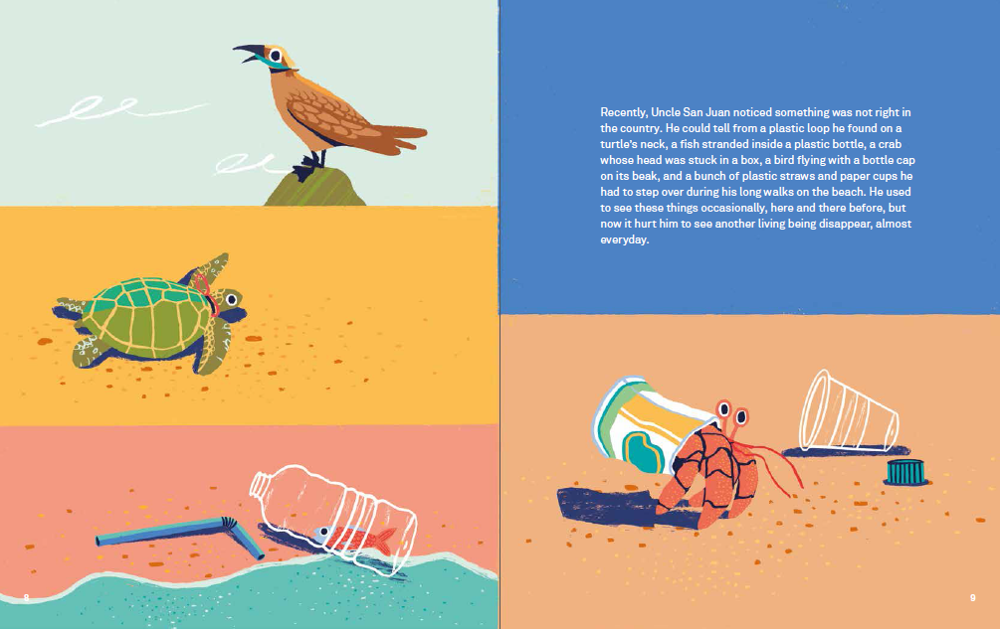 Recently, Uncle San Juan noticed something was not right in
the country. He could tell from a plastic loop he found on a
turtle's neck, a fish stranded inside a plastic bottle, a crab
whose head was stuck in a box, a bird flying with a bottle cap
on its beak, and a bunch of plastic straws and paper cups he
had to step over during his long walks on the beach. He used
to see these things occasionally, here and there before, but
now it hurt him to see another living being disappear, almost
everyday.
8
9